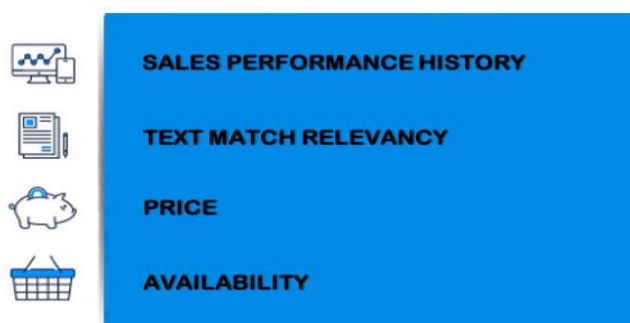 SALES PERFORMANCE HISTORY
TEXT MATCH RELEVANCY
PRICE
AVAILABILITY